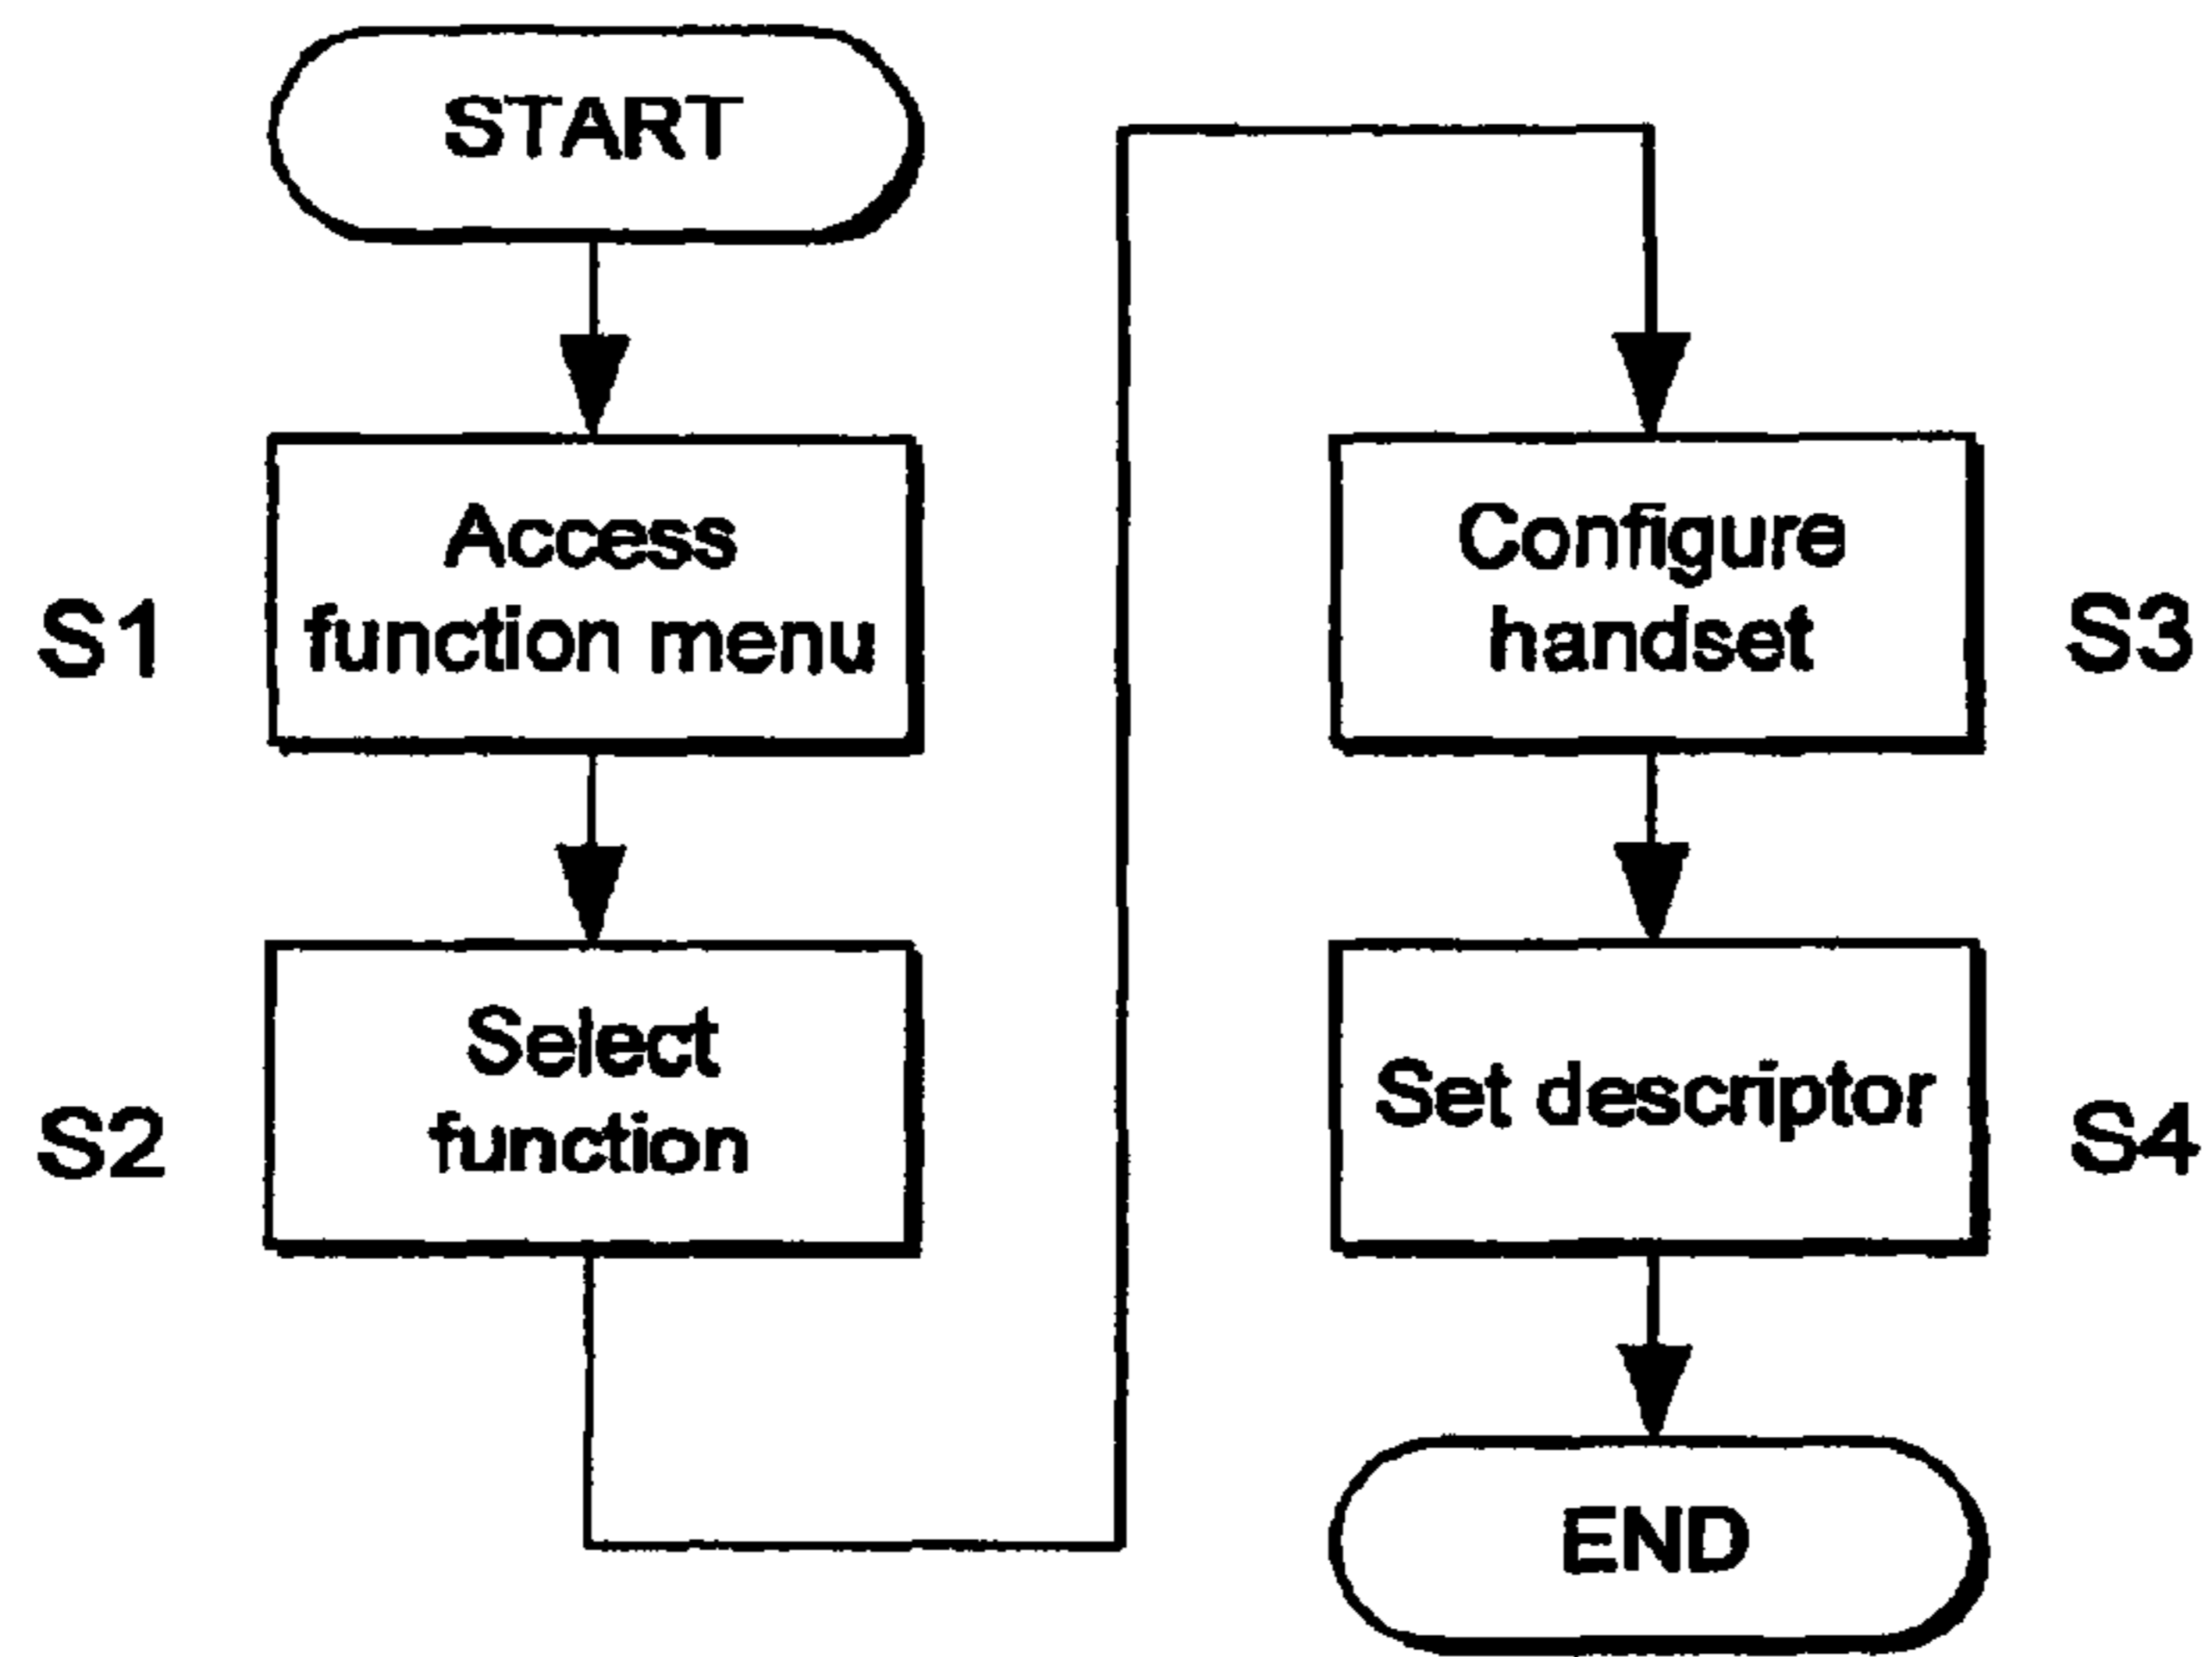 START
S1
Access
function menu
S2
Select
function
Configure
handset
S3
Set descriptor
S4
END